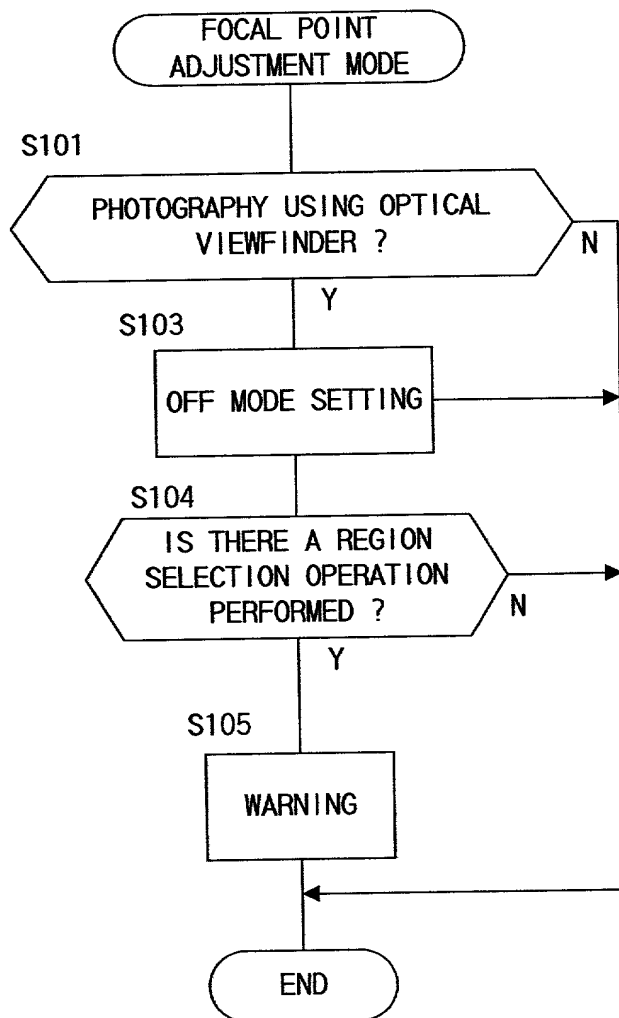 FOCAL POINT
ADJUSTMENT MODE
S101
PHOTOGRAPHY USING OPTICAL
VIEWFINDER ?
N
Y
S103
OFF MODE SETTING
S104
IS THERE A REGION
SELECTION OPERATION
PERFORMED ?
N
Y
S105
WARNING
END